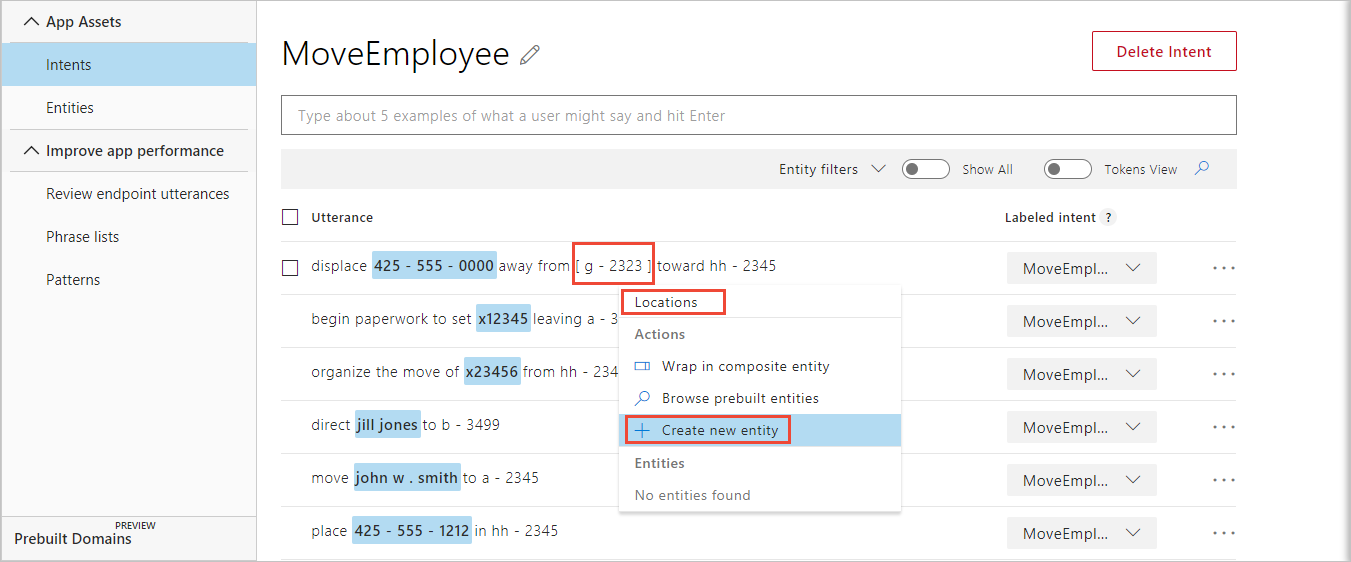 App Assets
Intents
Entities
Improve app performance
Review endpoint utterances
Phrase lists
Patterns
PREVIEW
Prebuilt Domains
MoveEmployee
Delete Intent
Type about 5 examples of what a user might say and hit Enter
Entity filters Show All Tokens View
Utterance Labeled intent ?
displace 425 - 555 - 0000 away from [ g - 2323 ] toward hh - 2345 MoveEmpl... ...
begin paperwork to set x12345 leaving a - 3 MoveEmpl... ...
organize the move of x23456 from hh - 234 MoveEmpl... ...
direct jill jones to b - 3499 MoveEmpl... ...
move john w . smith to a - 2345 MoveEmpl... ...
place 425 - 555 - 1212 in hh - 2345 MoveEmpl... ...
Locations
Actions
Wrap in composite entity
Browse prebuilt entities
Create new entity
Entities
No entities found